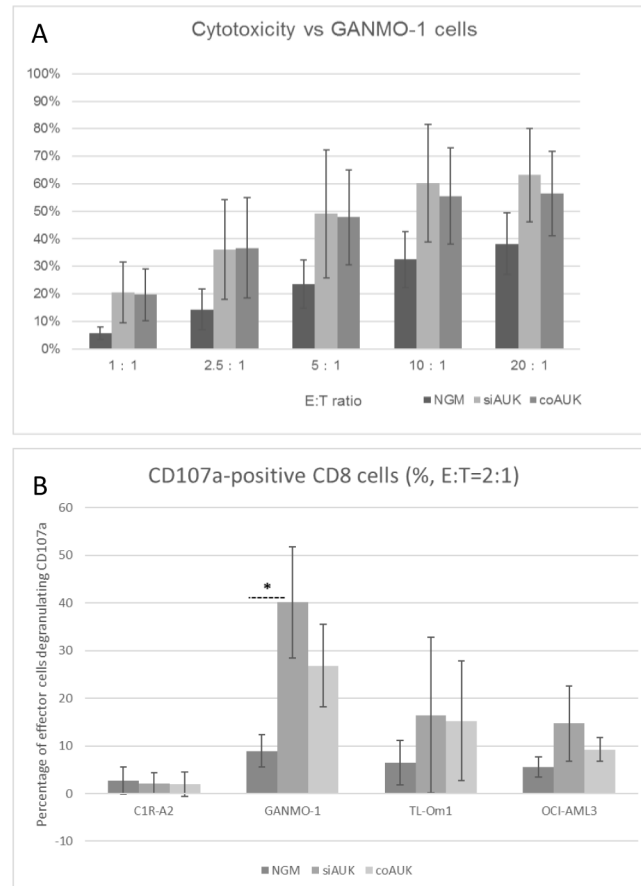 A
Cytotoxicity vs GANMO-1 cells
100%
90%
80%
70%
60%
50%
40%
30%
20%
10%
0%
1 : 1
2.5 : 1
5 : 1
10 : 1
20 : 1
E:T ratio
NGM
siAUK
coAUK
B
CD107a-positive CD8 cells (%, E:T=2:1)
Percentage of effector cells degranulating CD107a
60
50
40
30
20
10
0
-10
*
C1R-A2
GANMO-1
TL-Om1
OCI-AML3
NGM
siAUK
coAUK